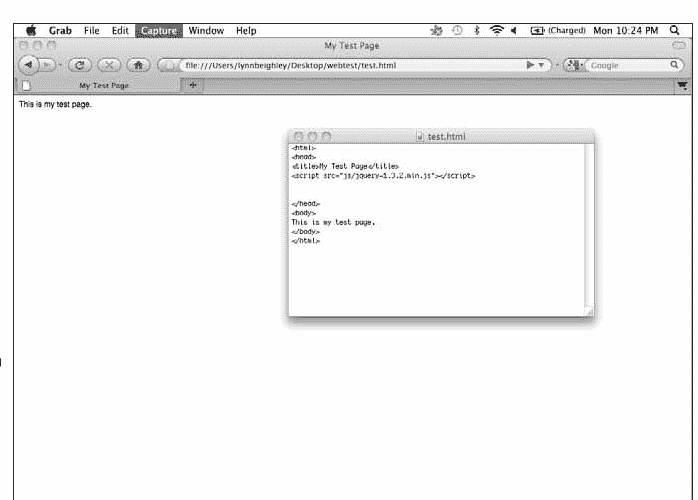 Grab File Edit Capture Window Help (Charged) Mon 10:24 PM
My Test Page
file:///Users/lynnbeighley/Desktop/webtest/test.html Google
My Test Page +
This is my test page.
test.html
<html>
<head>
<title>My Test Page</title>
<script src="js/jquery-1.3.2.min.js"></script>
</head>
<body>
This is my test page.
</body>
</html>